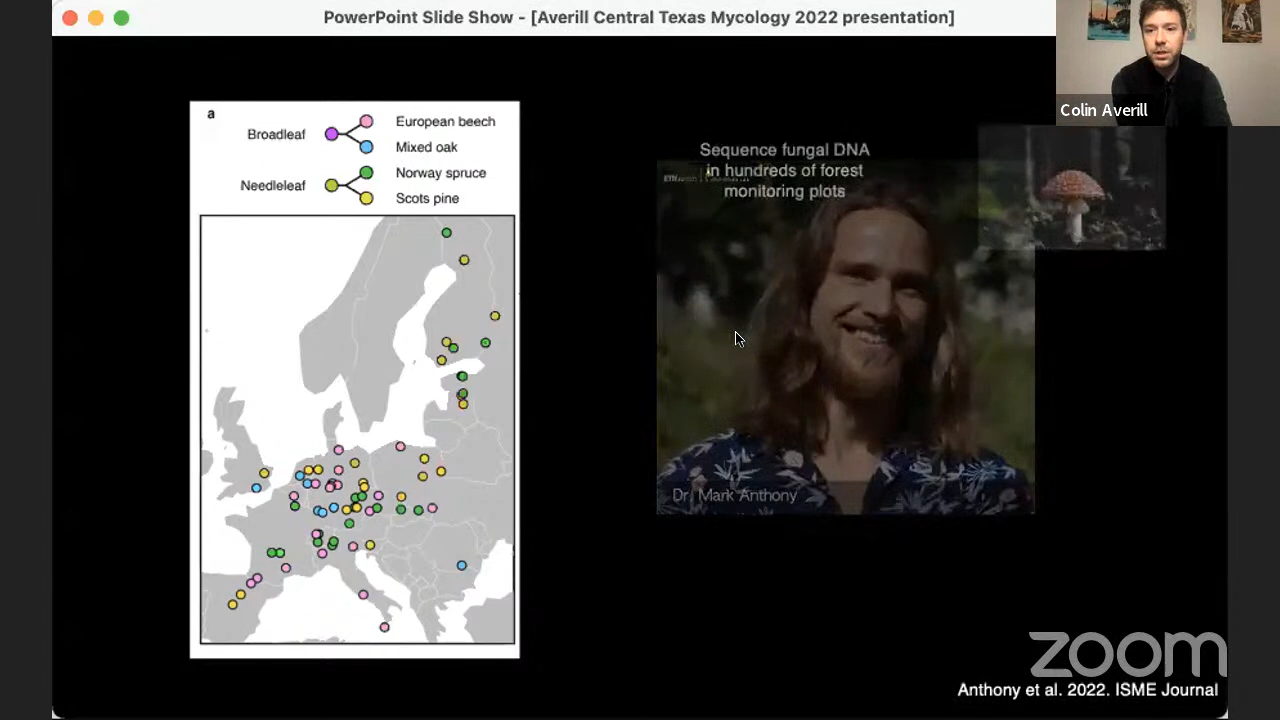 PowerPoint Slide Show - [Averill Central Texas Mycology 2022 presentation]
Colin Averill
a
Broadleaf
European beech
Mixed oak
Needleleaf
Norway spruce
Scots pine
Sequence fungal DNA
in hundreds of forest
monitoring plots
Dr. Mark Anthony
zoom
Anthony et al. 2022. ISME Journal